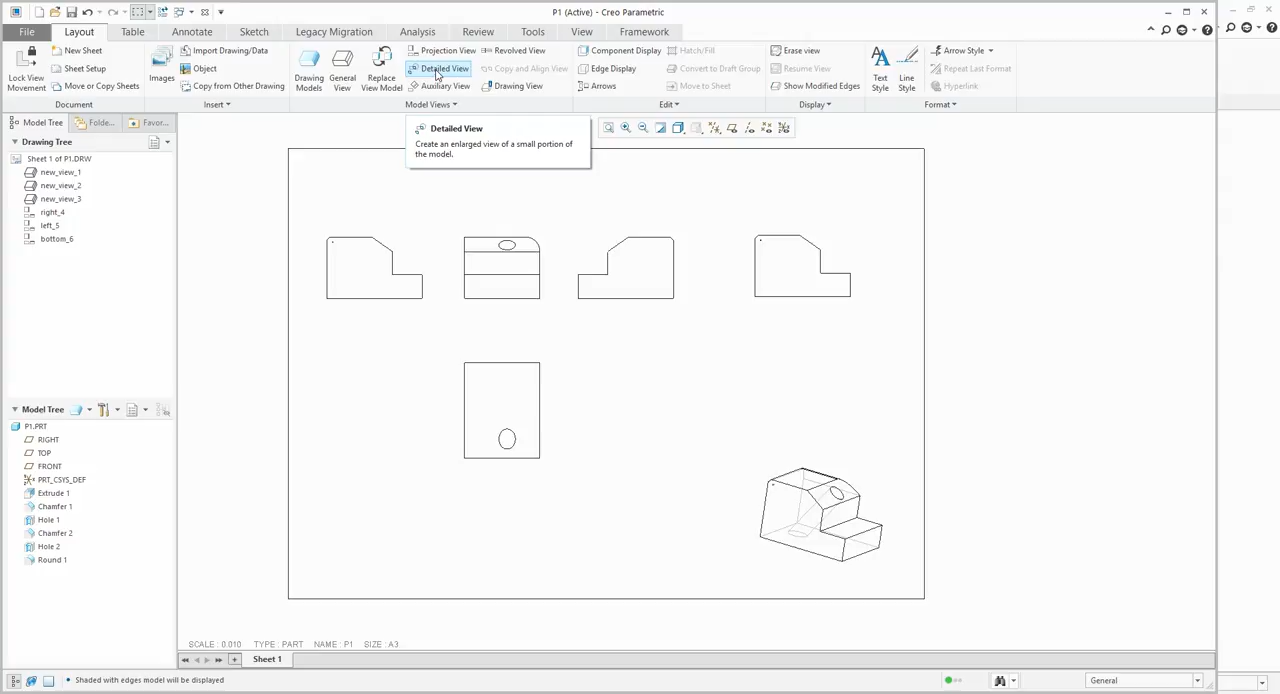 P1 (Active) - Creo Parametric
File Layout Table Annotate Sketch Legacy Migration Analysis Review Tools View Framework
Lock View Movement
New Sheet
Sheet Setup
Move or Copy Sheets
Document
Images
Import Drawing/Data
Object
Copy from Other Drawing
Insert
Drawing Models
General View
Replace View Model
Projection View
Detailed View
Auxiliary View
Revolved View
Copy and Align View
Drawing View
Model Views
Component Display
Edge Display
Arrows
Hatch/Fill
Convert to Draft Group
Move to Sheet
Edit
Erase view
Resume View
Show Modified Edges
Display
Text Style
Line Style
Arrow Style
Repeat Last Format
Hyperlink
Format
Model Tree Folde... Favor...
Detailed View
Create an enlarged view of a small portion of
the model.
Drawing Tree
Sheet 1 of P1.DRW
new_view_1
new_view_2
new_view_3
right_4
left_5
bottom_6
Model Tree
P1.PRT
RIGHT
TOP
FRONT
PRT_CSYS_DEF
Extrude 1
Chamfer 1
Hole 1
Chamfer 2
Hole 2
Round 1
SCALE : 0.010 TYPE : PART NAME : P1 SIZE : A3
Sheet 1
Shaded with edges model will be displayed
General